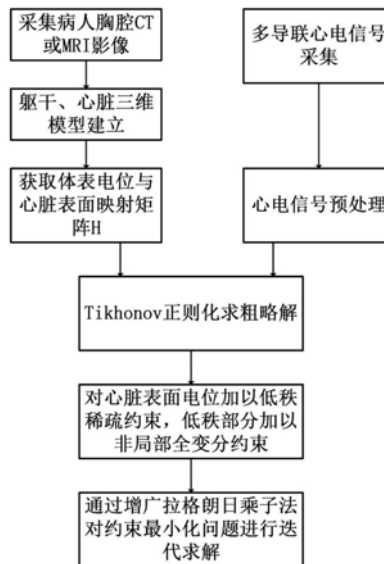 采集病人胸腔CT
或MRI影像
多导联心电信号
采集
躯干、心脏三维
模型建立
获取体表电位与
心脏表面映射矩
阵H
心电信号预处理
Tikhonov正则化求粗略解
对心脏表面电位加以低秩
稀疏约束，低秩部分加以
非局部全变分约束
通过增广拉格朗日乘子法
对约束最小化问题进行迭
代求解